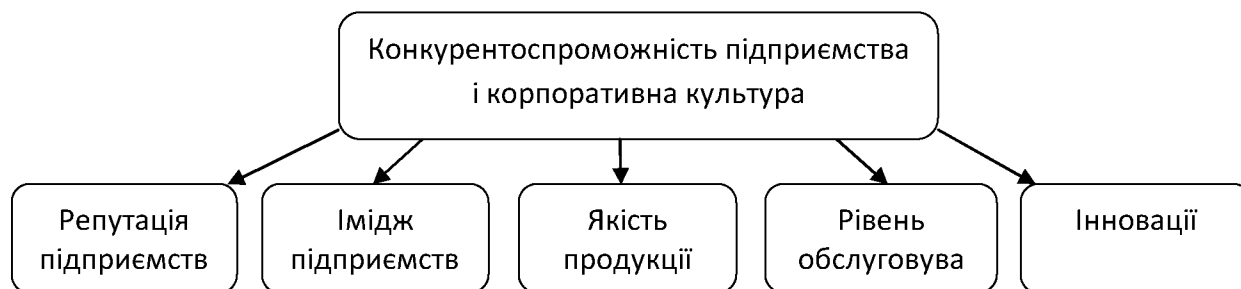 Конкурентоспроможність підприємства
і корпоративна культура
Репутація
підприємств
Імідж
підприємств
Якість
продукції
Рівень
обслуговува
Інновації